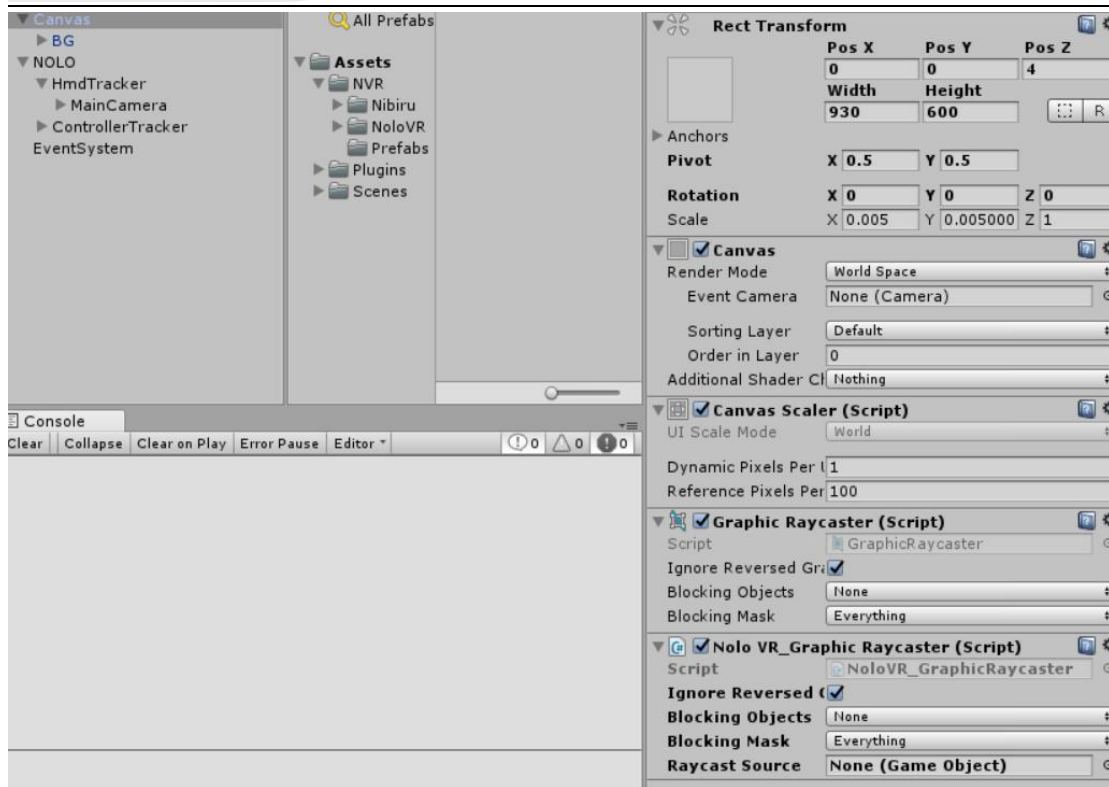 Canvas
BG
NOLO
HmdTracker
MainCamera
ControllerTracker
EventSystem
All Prefabs
Assets
NVR
Nibiru
NoloVR
Prefabs
Plugins
Scenes
Console
Clear Collapse Clear on Play Error Pause Editor 0 0 0
Rect Transform
Pos X Pos Y Pos Z
0 0 4
Width Height
930 600 R
Anchors
Pivot X 0.5 Y 0.5
Rotation X 0 Y 0 Z 0
Scale X 0.005 Y 0.005000 Z 1
Canvas
Render Mode World Space
Event Camera None (Camera)
Sorting Layer Default
Order in Layer 0
Additional Shader Ch Nothing
Canvas Scaler (Script)
UI Scale Mode World
Dynamic Pixels Per U 1
Reference Pixels Per 100
Graphic Raycaster (Script)
Script GraphicRaycaster
Ignore Reversed Gra
Blocking Objects None
Blocking Mask Everything
Nolo VR_Graphic Raycaster (Script)
Script NoloVR_GraphicRaycaster
Ignore Reversed G
Blocking Objects None
Blocking Mask Everything
Raycast Source None (Game Object)